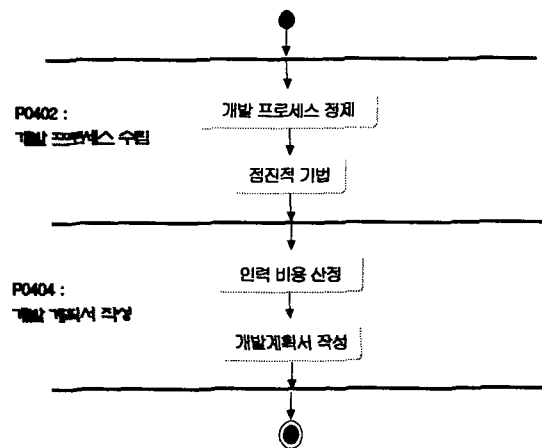 개발 프로세스 정제
P0402 :
개발 프로세스 수립
점진적 기법
인력 비용 산정
P0404 :
개발 계획서 작성
개발계획서 작성